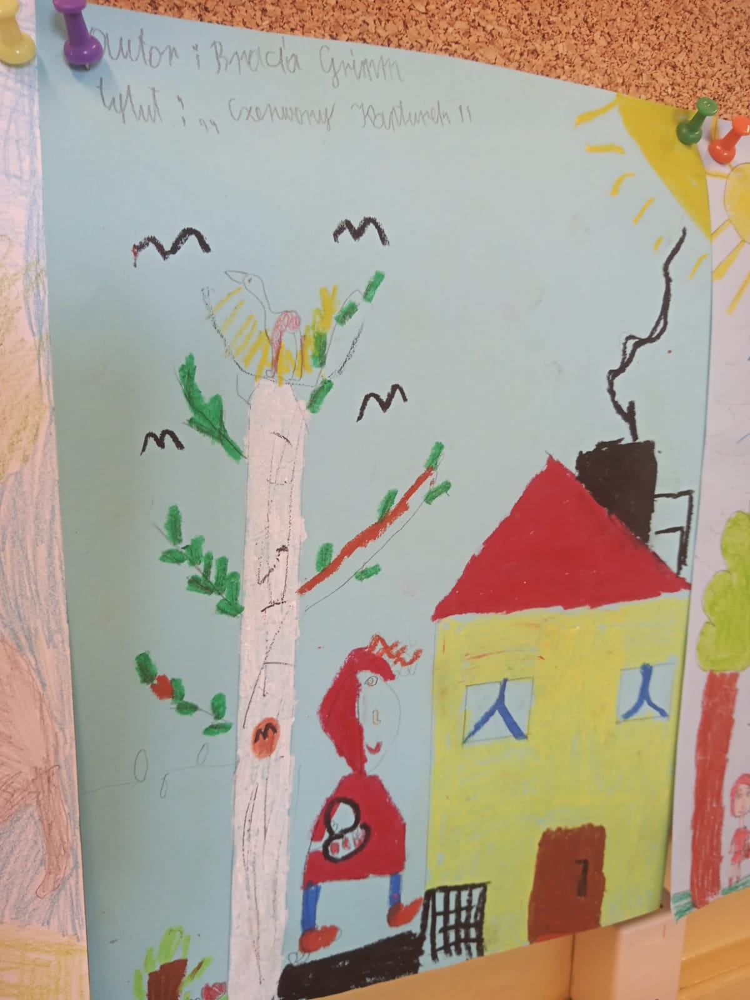 autor : Bracia Grimm
tytuł : „ Czerwony Kapturek "